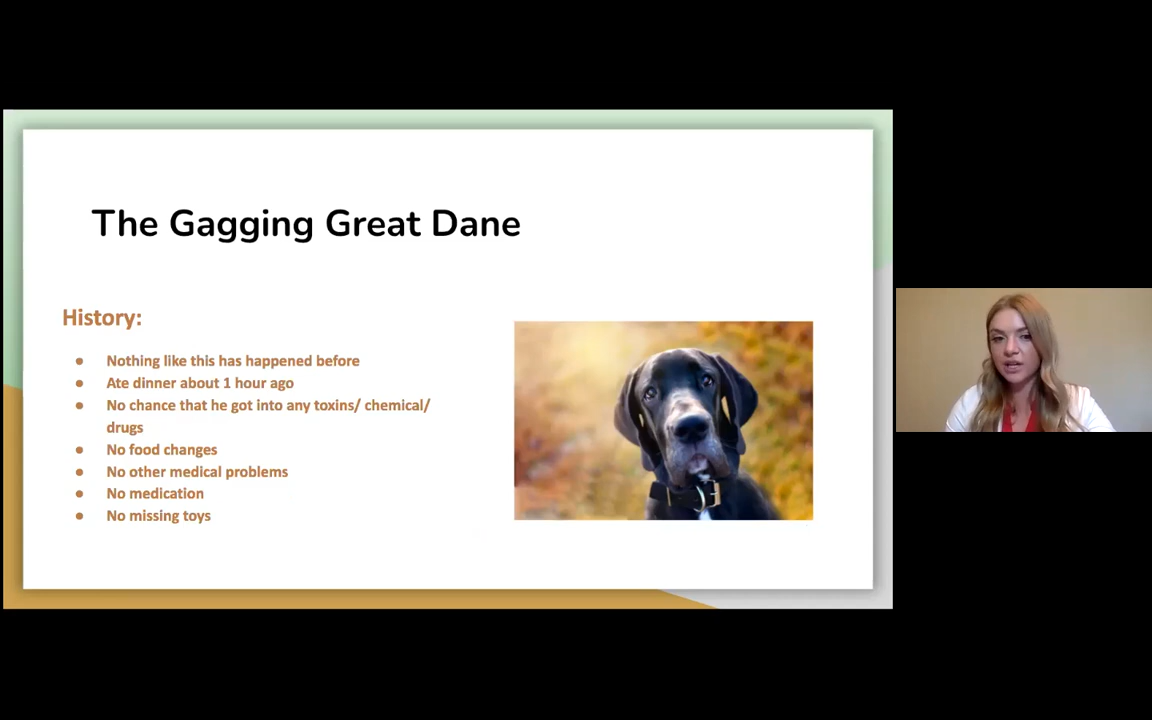 The Gagging Great Dane
History:
● Nothing like this has happened before
● Ate dinner about 1 hour ago
● No chance that he got into any toxins/ chemical/
drugs
● No food changes
● No other medical problems
● No medication
● No missing toys